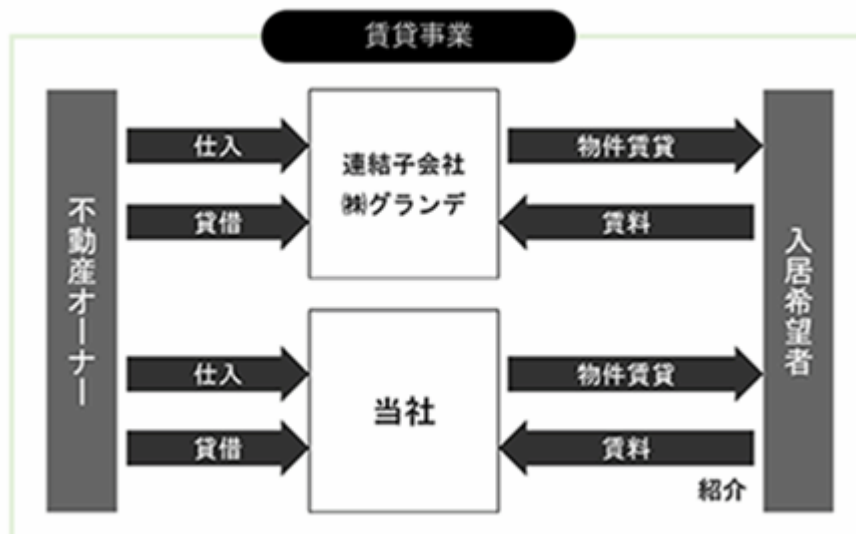 賃貸事業
不動産オーナー
仕入
貸借
連結子会社
㈱グランデ
物件賃貸
賃料
仕入
貸借
当社
物件賃貸
賃料
紹介
入居希望者